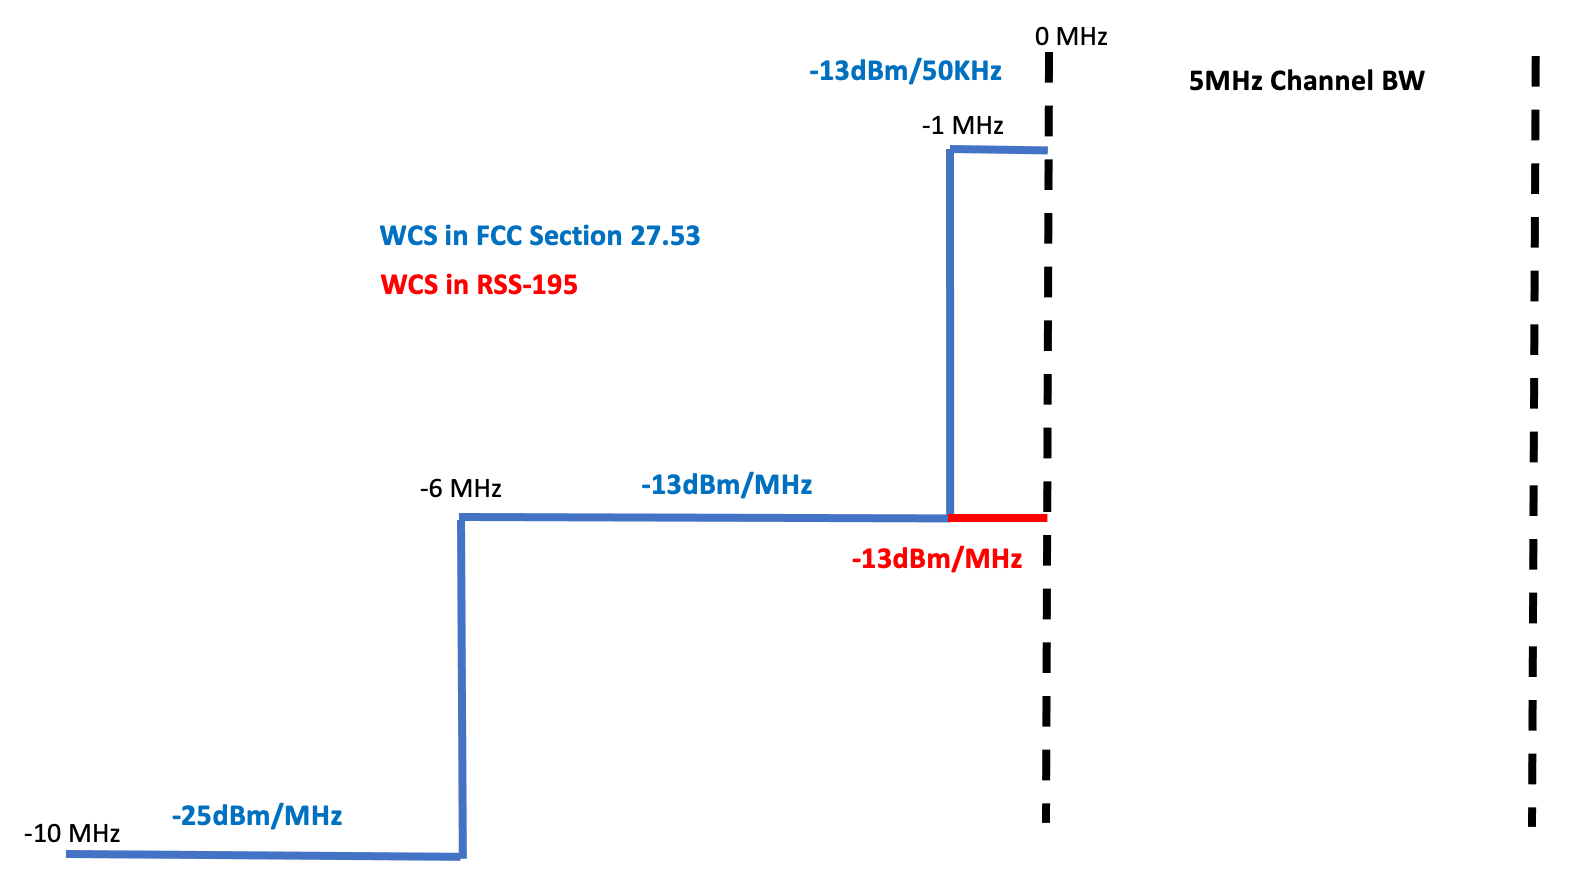 0 MHz
-13dBm/50KHz
5MHz Channel BW
-1 MHz
WCS in FCC Section 27.53
WCS in RSS-195
-6 MHz
-13dBm/MHz
-13dBm/MHz
-25dBm/MHz
-10 MHz